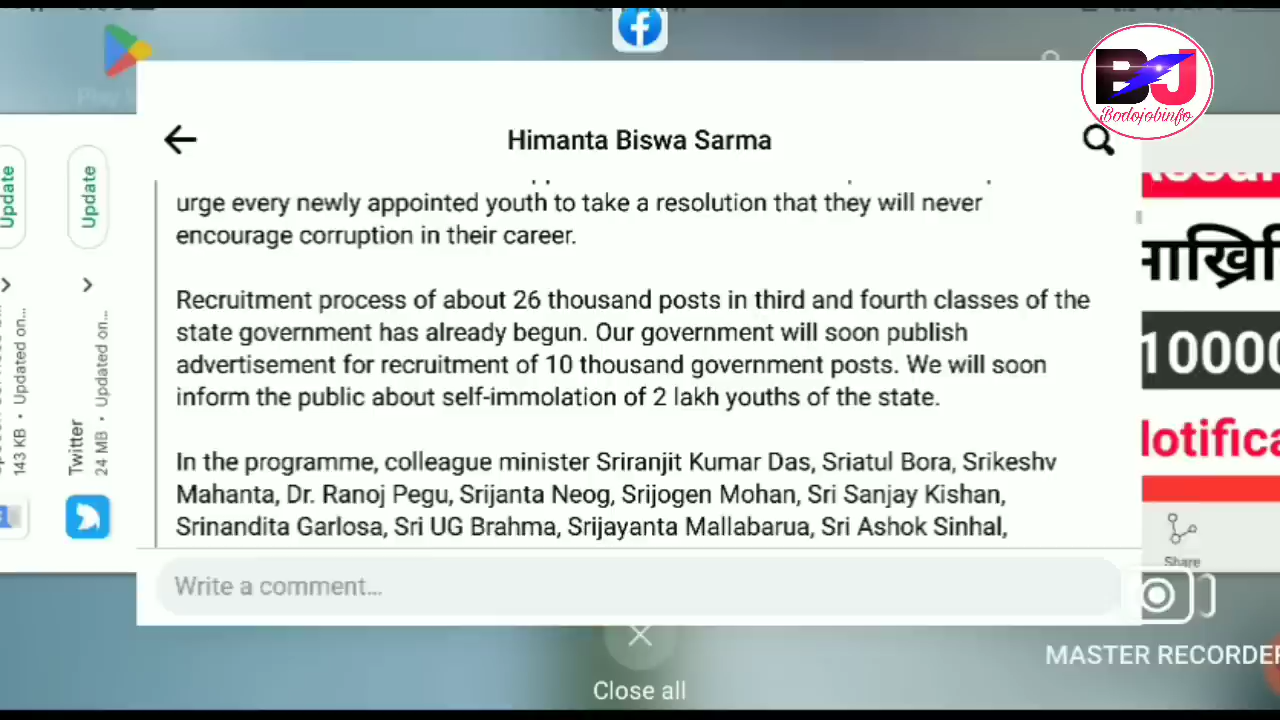 BJ
Bodojobinfo
Himanta Biswa Sarma
urge every newly appointed youth to take a resolution that they will never
encourage corruption in their career.
Recruitment process of about 26 thousand posts in third and fourth classes of the
state government has already begun. Our government will soon publish
advertisement for recruitment of 10 thousand government posts. We will soon
inform the public about self-immolation of 2 lakh youths of the state.
In the programme, colleague minister Sriranjit Kumar Das, Sriatul Bora, Srikeshv
Mahanta, Dr. Ranoj Pegu, Srijanta Neog, Srijogen Mohan, Sri Sanjay Kishan,
Srinandita Garlosa, Sri UG Brahma, Srijayanta Mallabarua, Sri Ashok Sinhal,
Write a comment...
Update
Update
143 KB • Updated on...
Twitter
24 MB • Updated on...
10000
Share
MASTER RECORDER
Close all